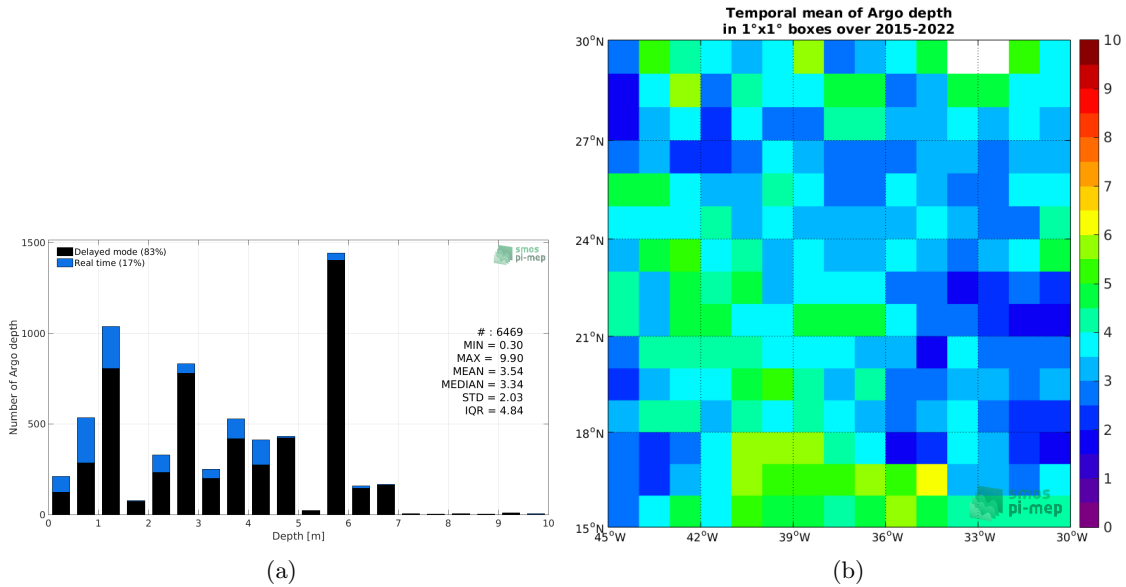 Temporal mean of Argo depth
in 1°x1° boxes over 2015-2022
1500
1000
500
0
Number of Argo depth
Delayed mode (83%)
Real time (17%)
smos
pi-mep
# : 6469
MIN = 0.30
MAX = 9.90
MEAN = 3.54
MEDIAN = 3.34
STD = 2.03
IQR = 4.84
0 1 2 3 4 5 6 7 8 9 10
Depth [m]
(a)
30°N
27°N
24°N
21°N
18°N
15°N
45°W 42°W 39°W 36°W 33°W 30°W
smos
pi-mep
10
9
8
7
6
5
4
3
2
1
0
(b)